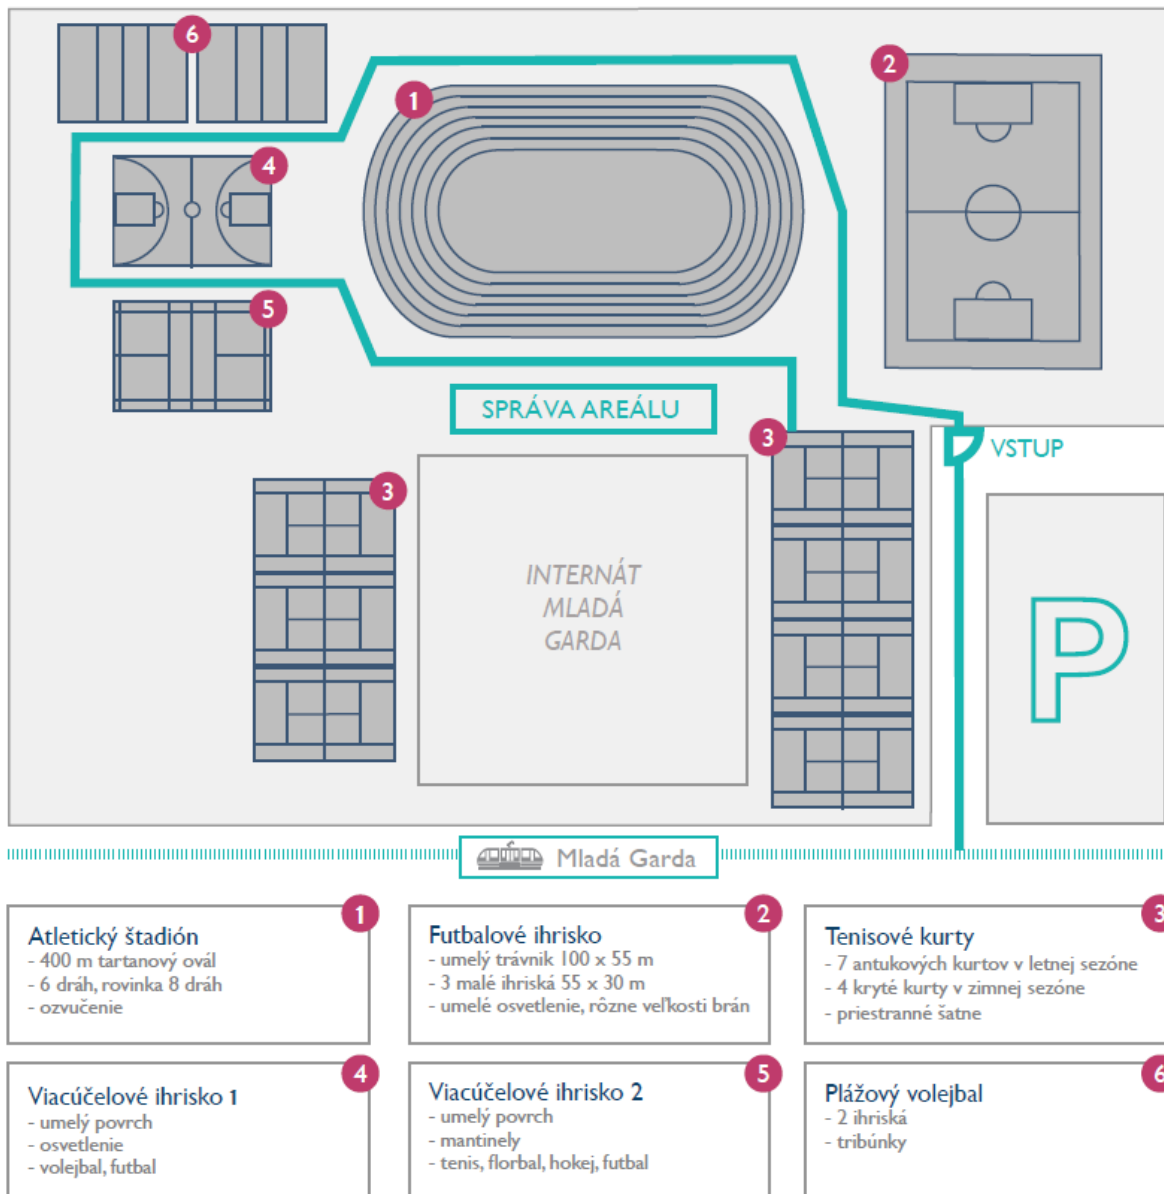 6
1
2
4
5
SPRÁVA AREÁLU
3
VSTUP
3
INTERNÁT
MLADÁ
GARDA
P
Mladá Garda
1
Atletický štadión
- 400 m tartanový ovál
- 6 dráh, rovinka 8 dráh
- ozvučenie
2
Futbalové ihrisko
- umelý trávnik 100 x 55 m
- 3 malé ihriská 55 x 30 m
- umelé osvetlenie, rôzne veľkosti brán
3
Tenisové kurty
- 7 antukových kurtov v letnej sezóne
- 4 kryté kurty v zimnej sezóne
- priestranné šatne
4
Viacúčelové ihrisko 1
- umelý povrch
- osvetlenie
- volejbal, futbal
5
Viacúčelové ihrisko 2
- umelý povrch
- mantinely
- tenis, florbal, hokej, futbal
6
Plážový volejbal
- 2 ihriská
- tribúnky